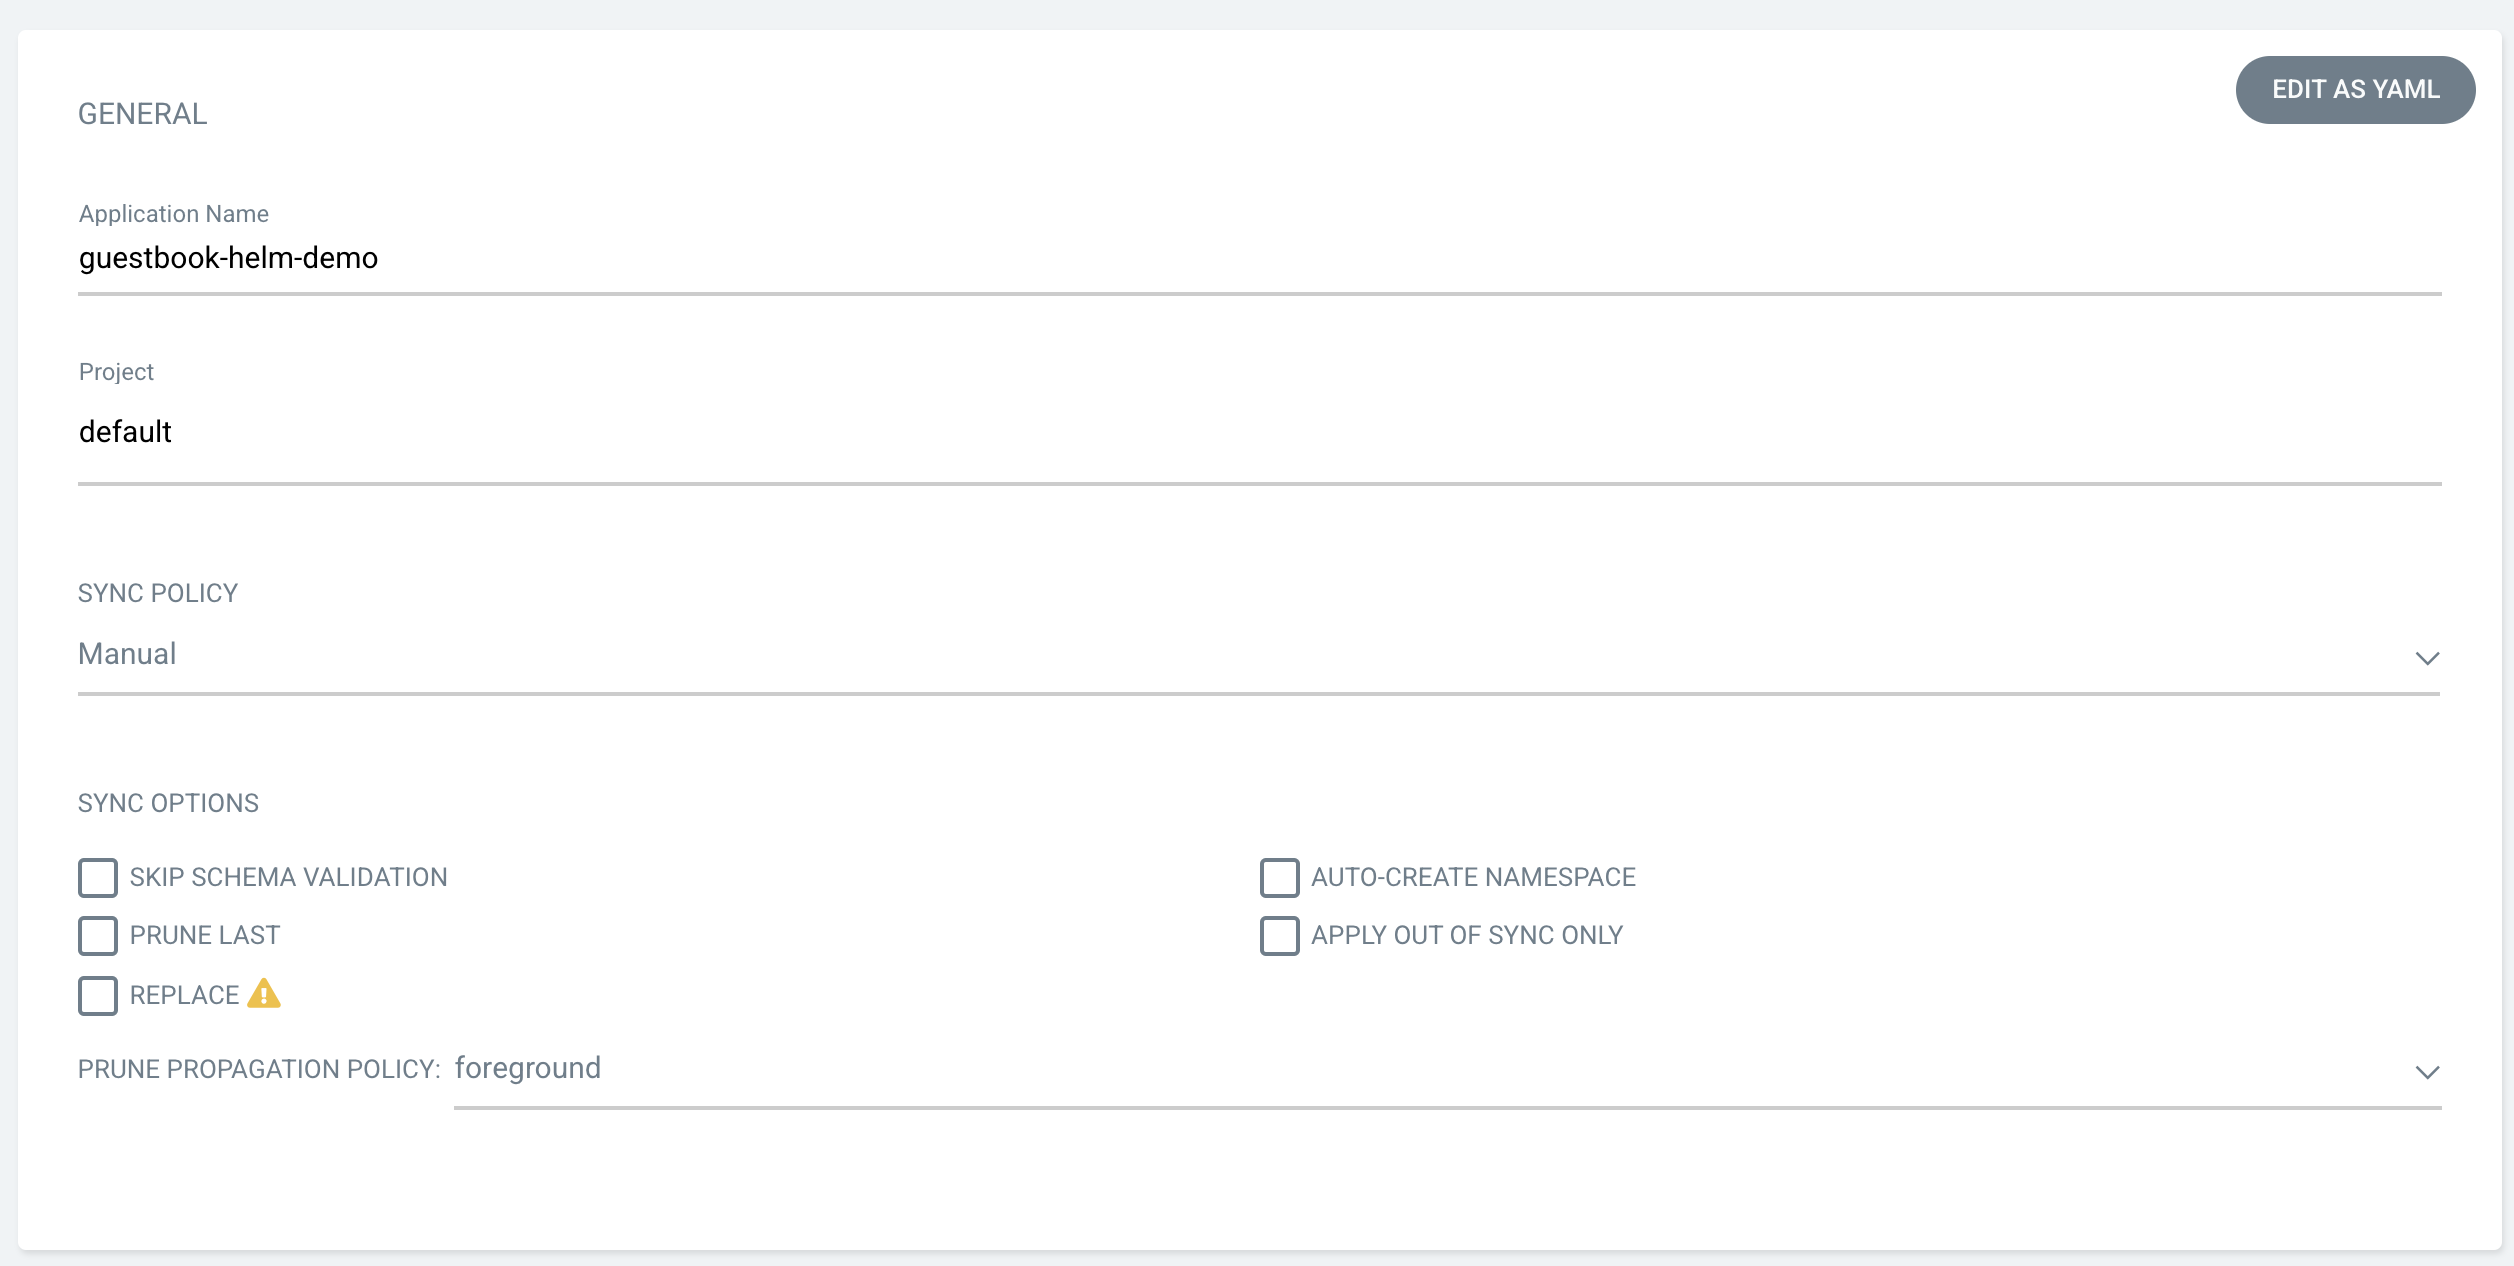 GENERAL
EDIT AS YAML
Application Name
guestbook-helm-demo
Project
default
SYNC POLICY
Manual
SYNC OPTIONS
SKIP SCHEMA VALIDATION
AUTO-CREATE NAMESPACE
PRUNE LAST
APPLY OUT OF SYNC ONLY
REPLACE
PRUNE PROPAGATION POLICY: foreground